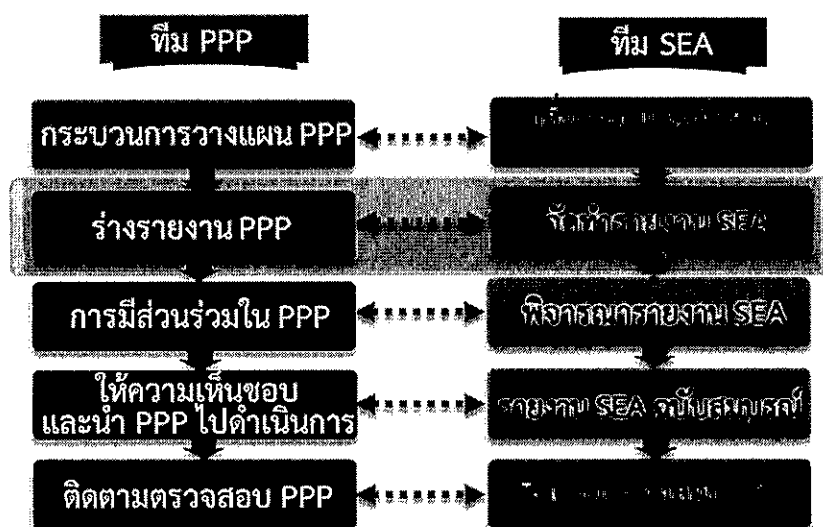 ทีม PPP
ทีม SEA
กระบวนการวางแผน PPP
ร่างรายงาน PPP
จัดทำรายงาน SEA
การมีส่วนร่วมใน PPP
พิจารณารายงาน SEA
ให้ความเห็นชอบ
และนำ PPP ไปดำเนินการ
รายงาน SEA ฉบับสมบูรณ์
ติดตามตรวจสอบ PPP